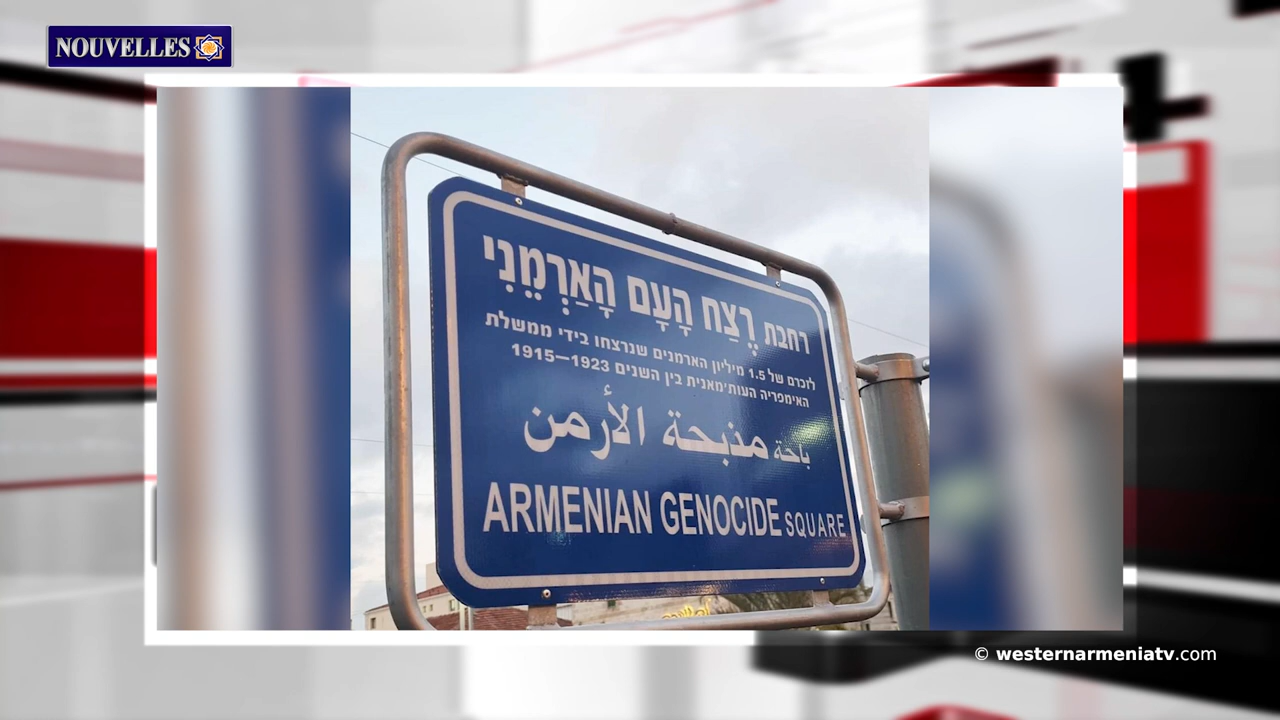 NOUVELLES
רחבת רֶצַח הָעָם הָאַרְמֵנִי
לזכרם של 1.5 מיליון הארמנים שנרצחו בידי ממשלת
האימפריה העות'מאנית בין השנים 1923–1915
باحة مذبحة الأرمن
ARMENIAN GENOCIDE SQUARE
© westernarmeniatv.com